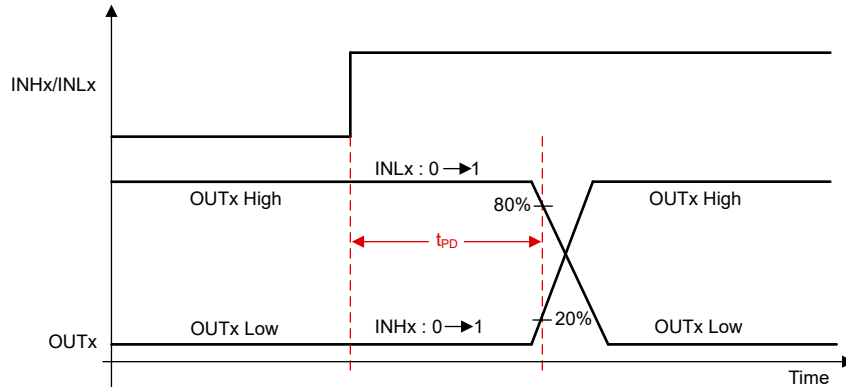 INHx/INLx
INLx : 0 → 1
OUTx High
80%
OUTx High
tPD
OUTx
OUTx Low
INHx : 0 → 1
20%
OUTx Low
Time